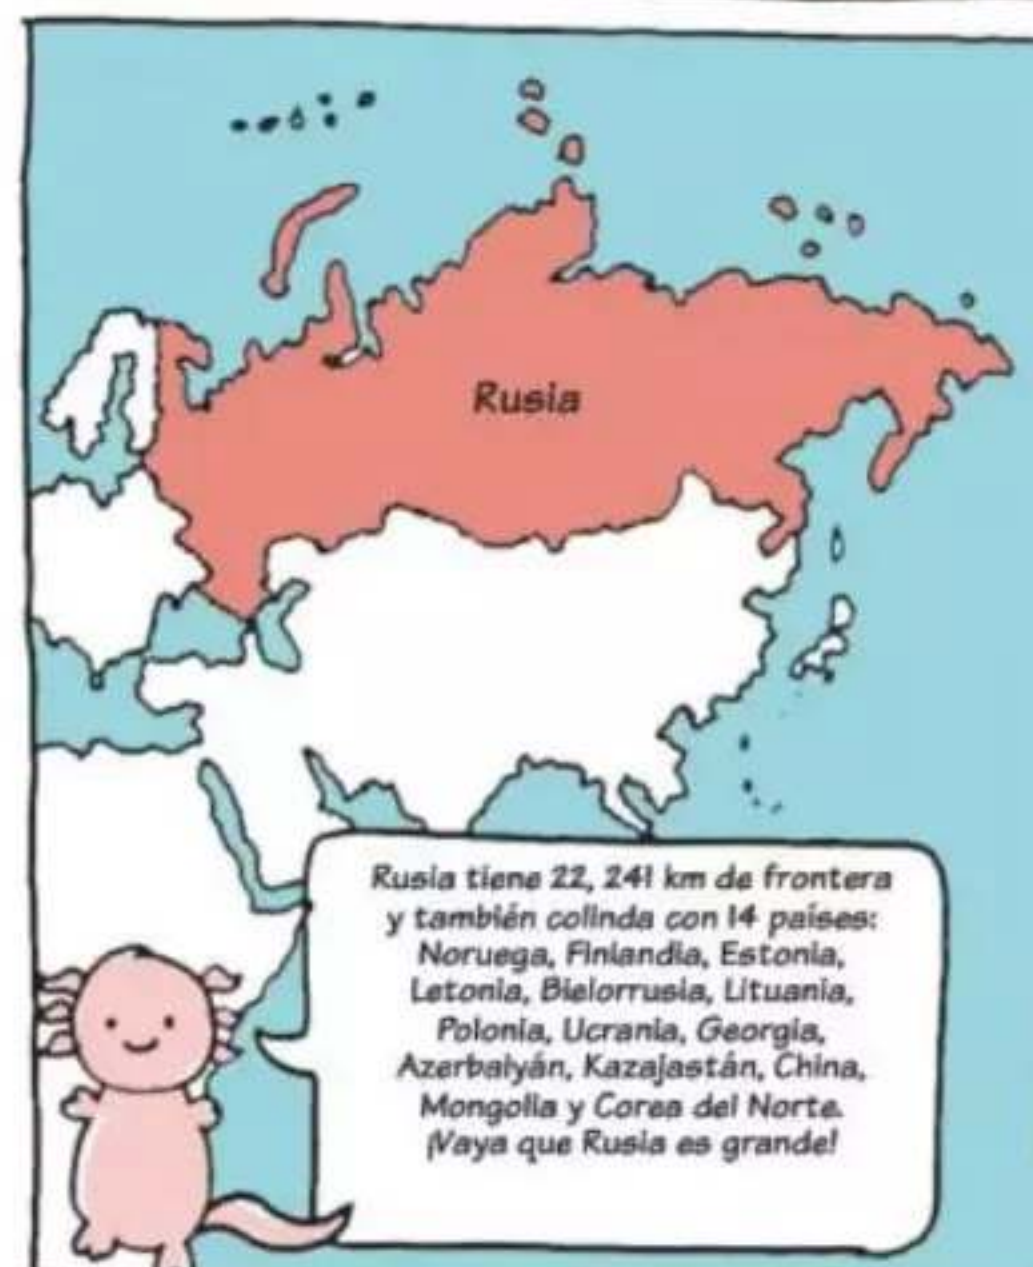 Rusia
Rusia tiene 22, 241 km de frontera
y también colinda con 14 países:
Noruega, Finlandia, Estonia,
Letonia, Bielorrusia, Lituania,
Polonia, Ucrania, Georgia,
Azerbaiyán, Kazajastán, China,
Mongolia y Corea del Norte.
¡Vaya que Rusia es grande!